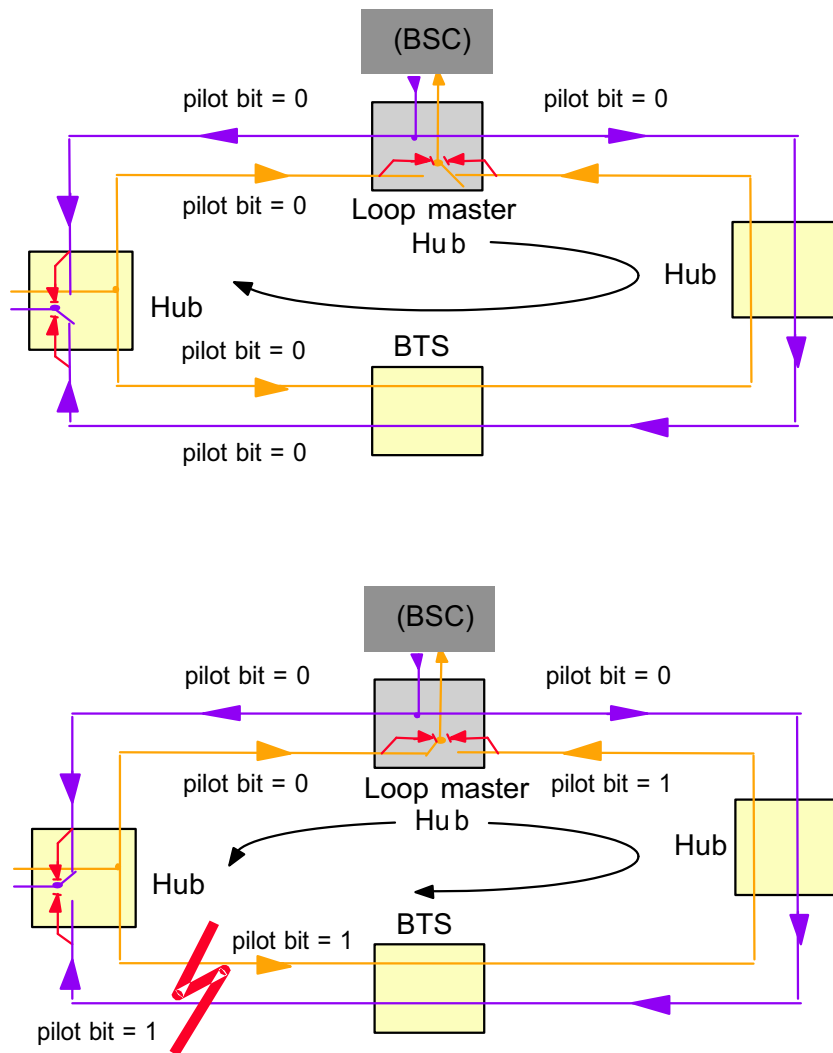 (BSC)
pilot bit = 0
pilot bit = 0
pilot bit = 0
Loop master
Hub
Hub
Hub
BTS
pilot bit = 0
pilot bit = 0
(BSC)
pilot bit = 0
pilot bit = 0
pilot bit = 0
Loop master
pilot bit = 1
Hub
Hub
Hub
BTS
pilot bit = 1
pilot bit = 1